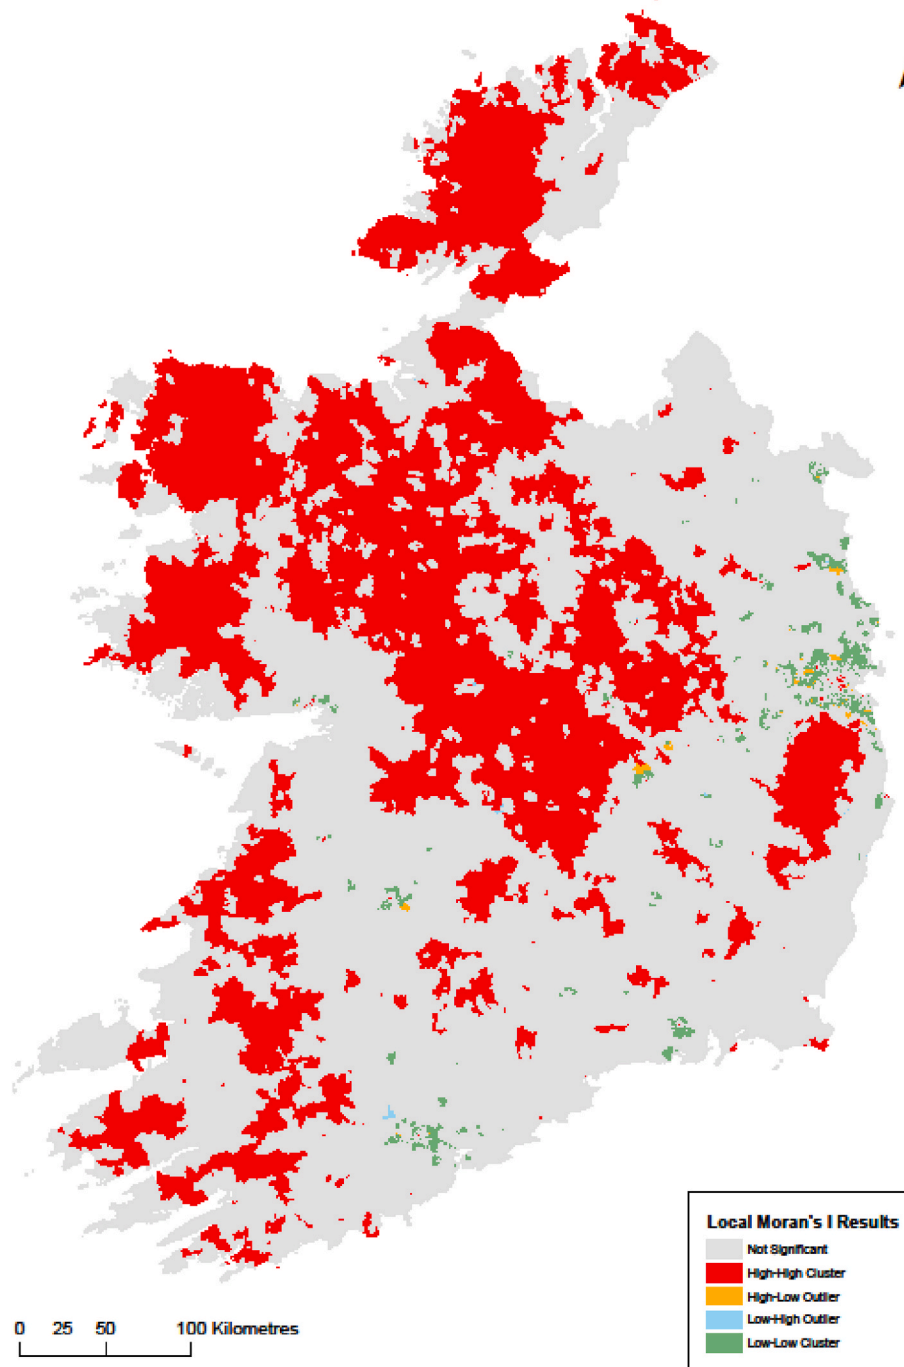 Local Moran's I Results
Not Significant
High-High Cluster
High-Low Outlier
Low-High Outlier
Low-Low Cluster
0 25 50 100 Kilometres